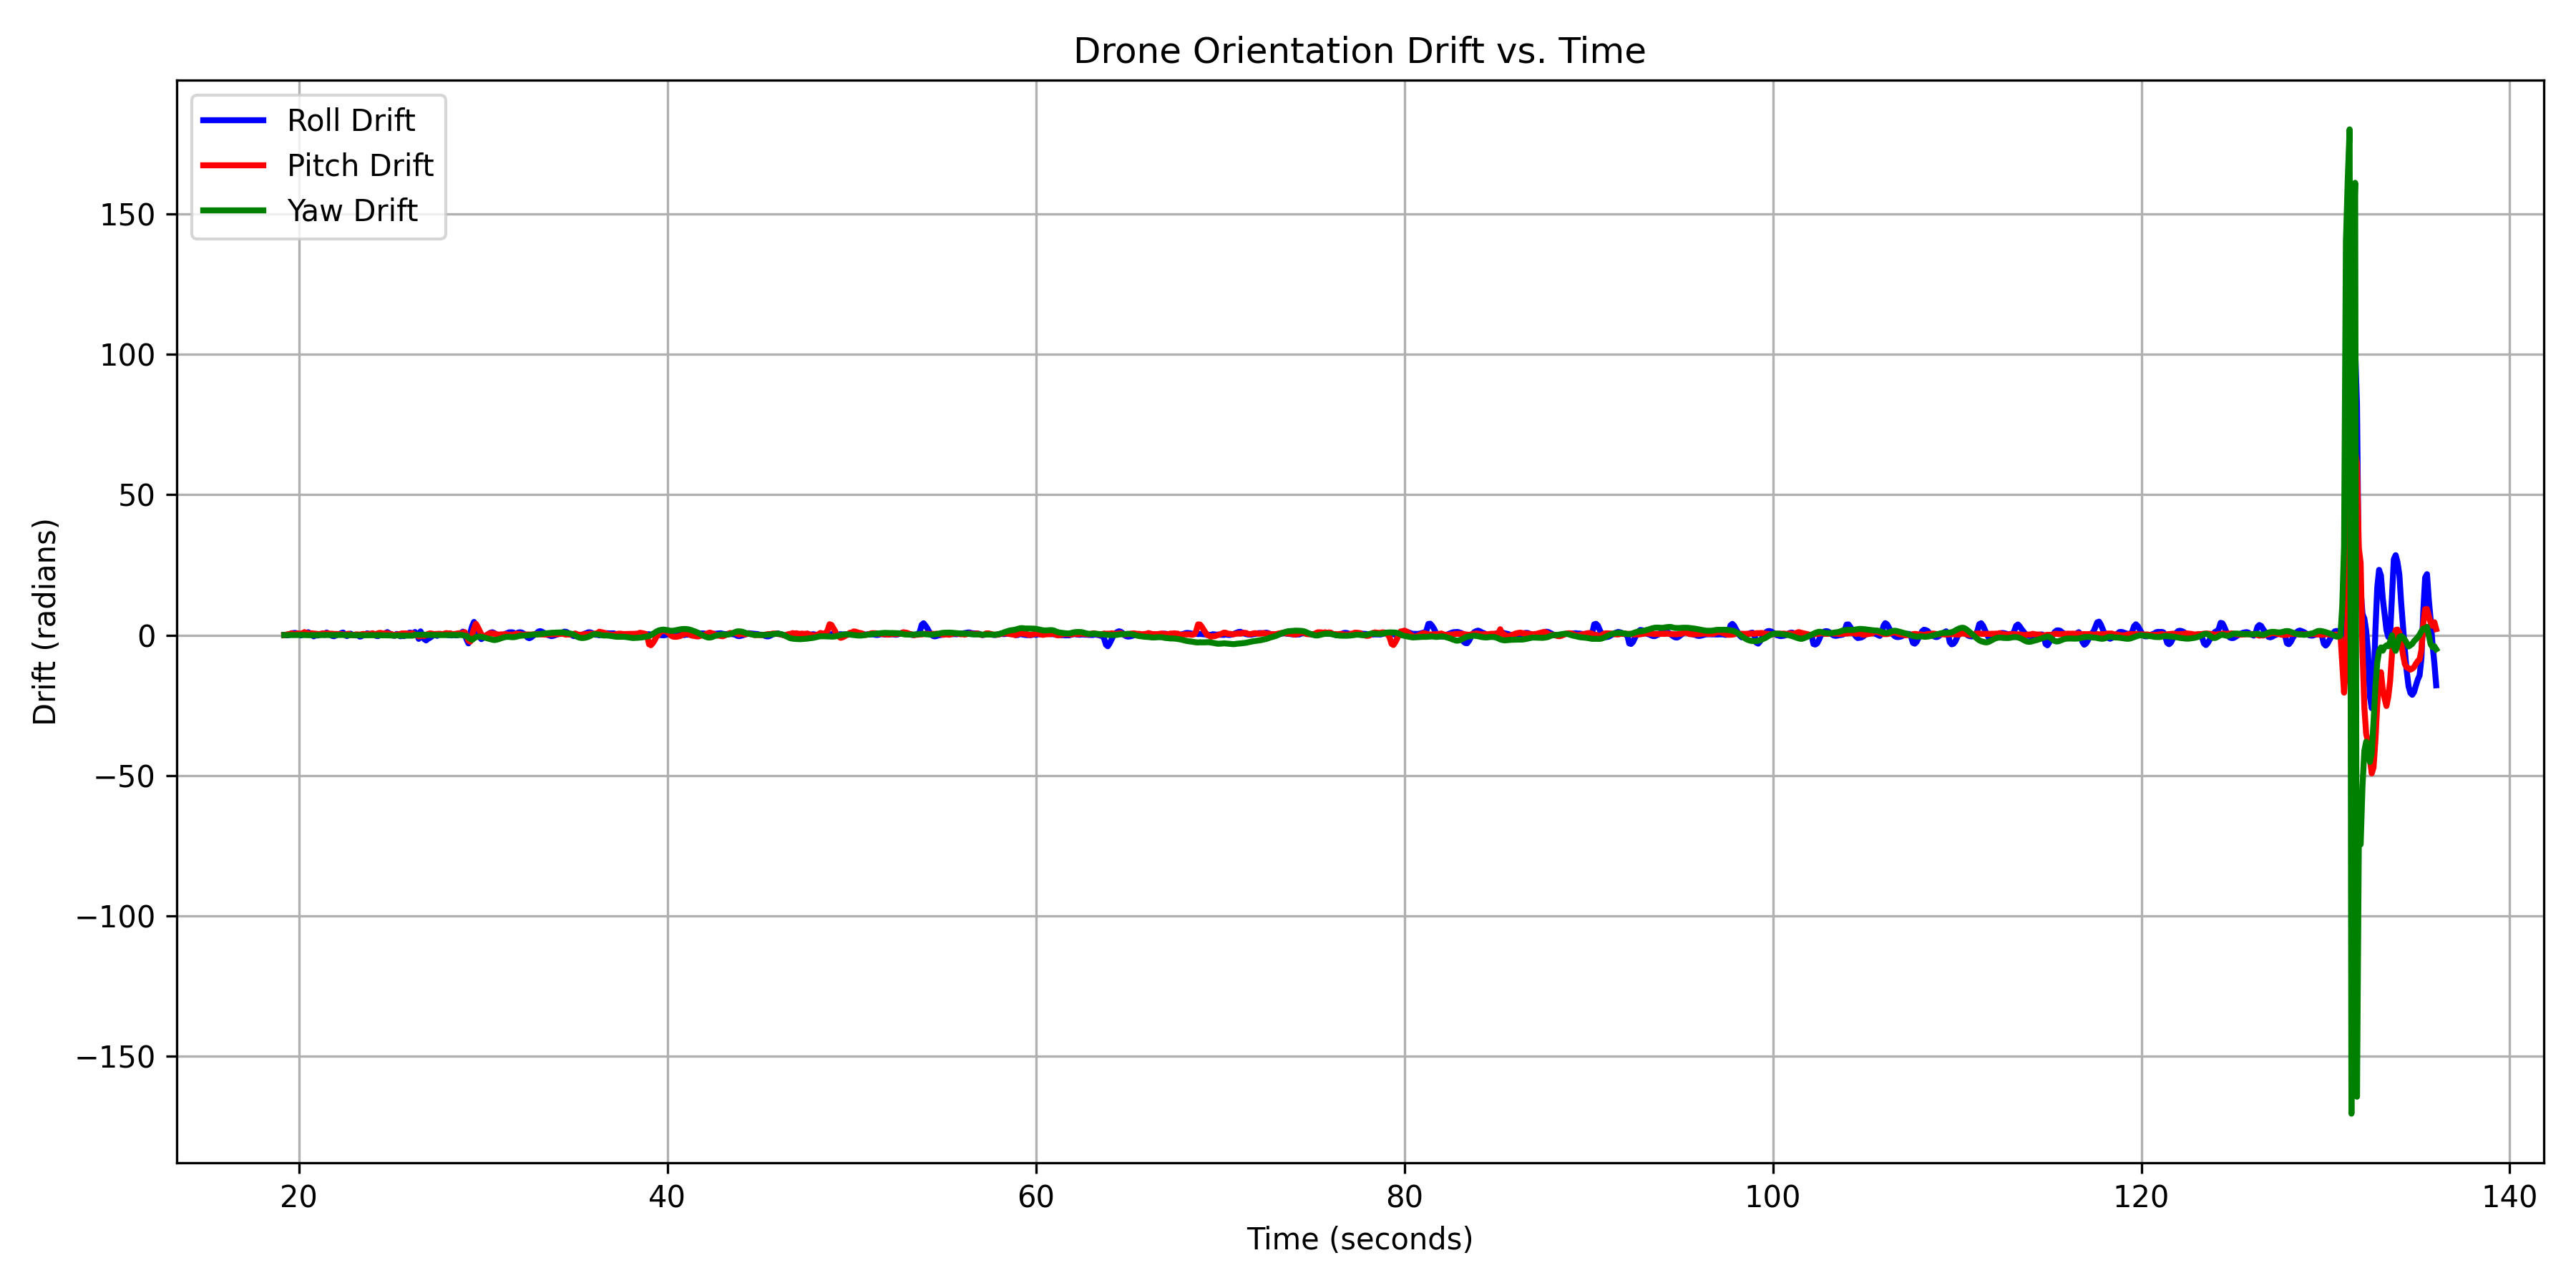 Drone Orientation Drift vs. Time
Roll Drift
Pitch Drift
Yaw Drift
150
100
50
0
−50
−100
−150
Drift (radians)
20 40 60 80 100 120 140
Time (seconds)